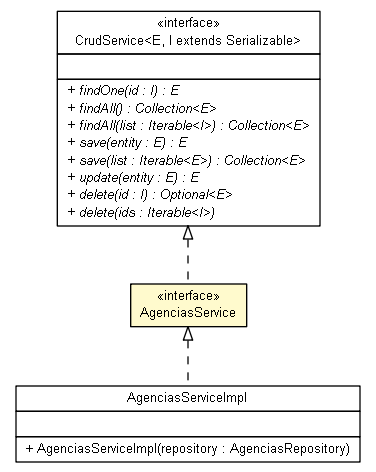 «interface»
CrudService<E, I extends Serializable>
+ findOne(id : I) : E
+ findAll() : Collection<E>
+ findAll(list : Iterable<I>) : Collection<E>
+ save(entity : E) : E
+ save(list : Iterable<E>) : Collection<E>
+ update(entity : E) : E
+ delete(id : I) : Optional<E>
+ delete(ids : Iterable<I>)
«interface»
AgenciasService
AgenciasServiceImpl
+ AgenciasServiceImpl(repository : AgenciasRepository)